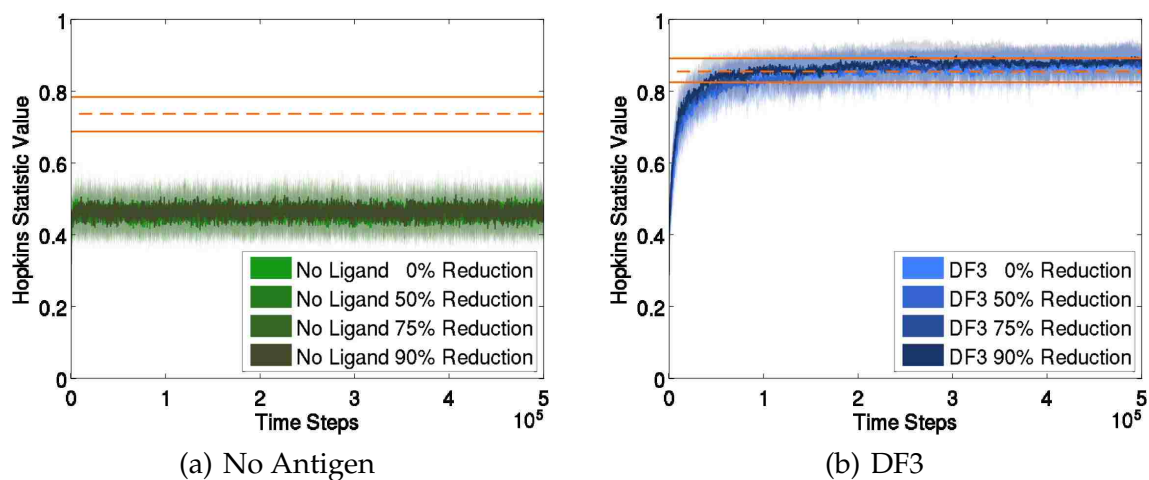 1
0.8
0.6
0.4
0.2
0
Hopkins Statistic Value
No Ligand 0% Reduction
No Ligand 50% Reduction
No Ligand 75% Reduction
No Ligand 90% Reduction
0 1 2 3 4 5
10^5
Time Steps
(a) No Antigen
1
0.8
0.6
0.4
0.2
0
Hopkins Statistic Value
DF3 0% Reduction
DF3 50% Reduction
DF3 75% Reduction
DF3 90% Reduction
0 1 2 3 4 5
10^5
Time Steps
(b) DF3